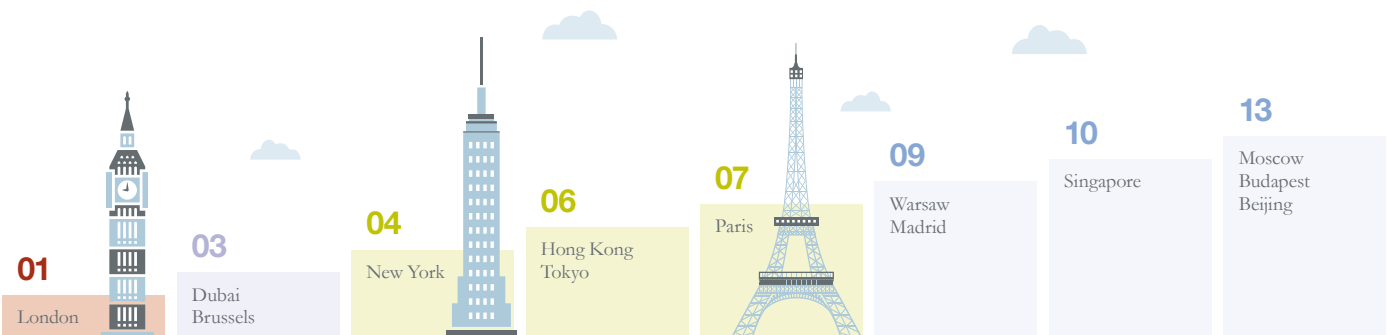 01
London
03
Dubai
Brussels
04
New York
06
Hong Kong
Tokyo
07
Paris
09
Warsaw
Madrid
10
Singapore
13
Moscow
Budapest
Beijing